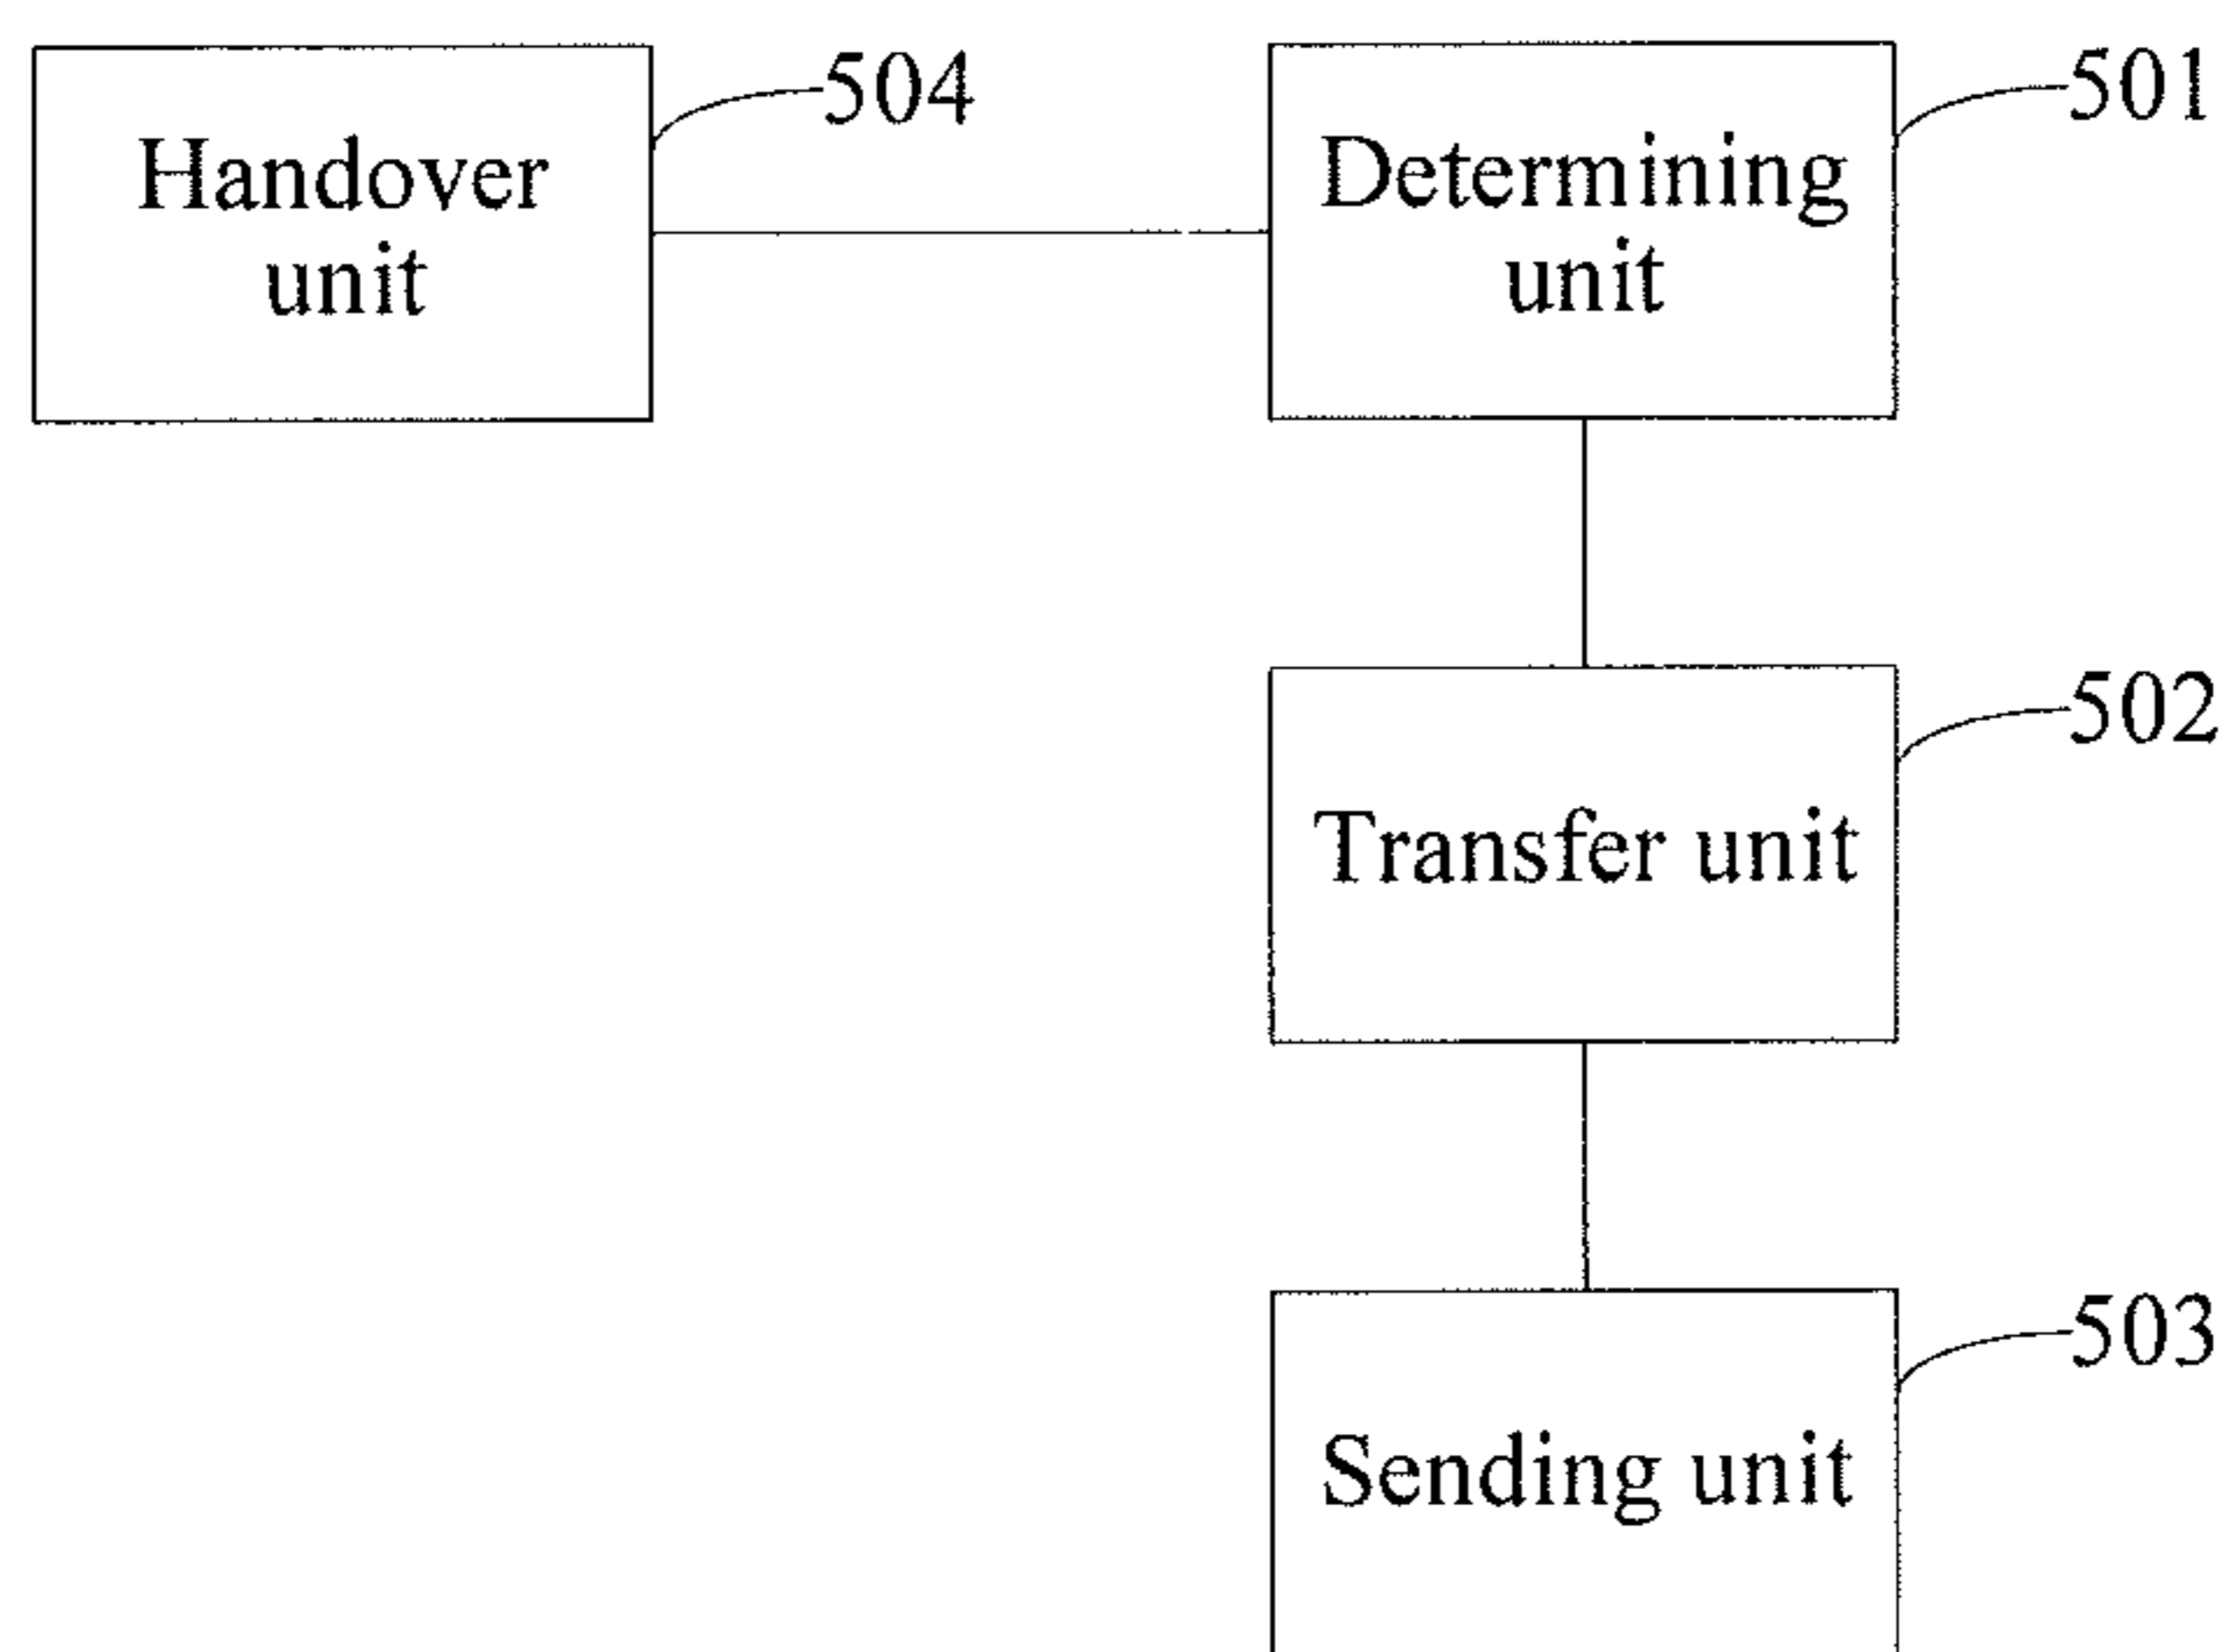 Handover
unit
504
Determining
unit
501
Transfer unit
502
Sending unit
503